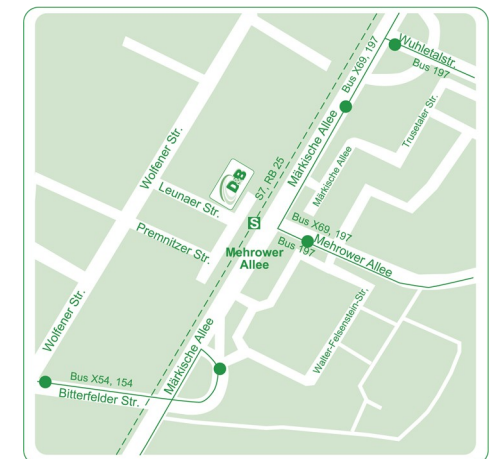 Wuhletalstr.
Bus 197
Bus X69, 197
Trusetaler Str.
Märkische Allee
Märkische Allee
Wolfener Str.
S7, RB 25
DB
Leunaer Str.
S
Bus X69, 197
Premnitzer Str.
Bus 197
Mehrower Allee
Mehrower
Allee
Walter-Felsenstein-Str.
Wolfener Str.
Märkische Allee
Bus X54, 154
Bitterfelder Str.